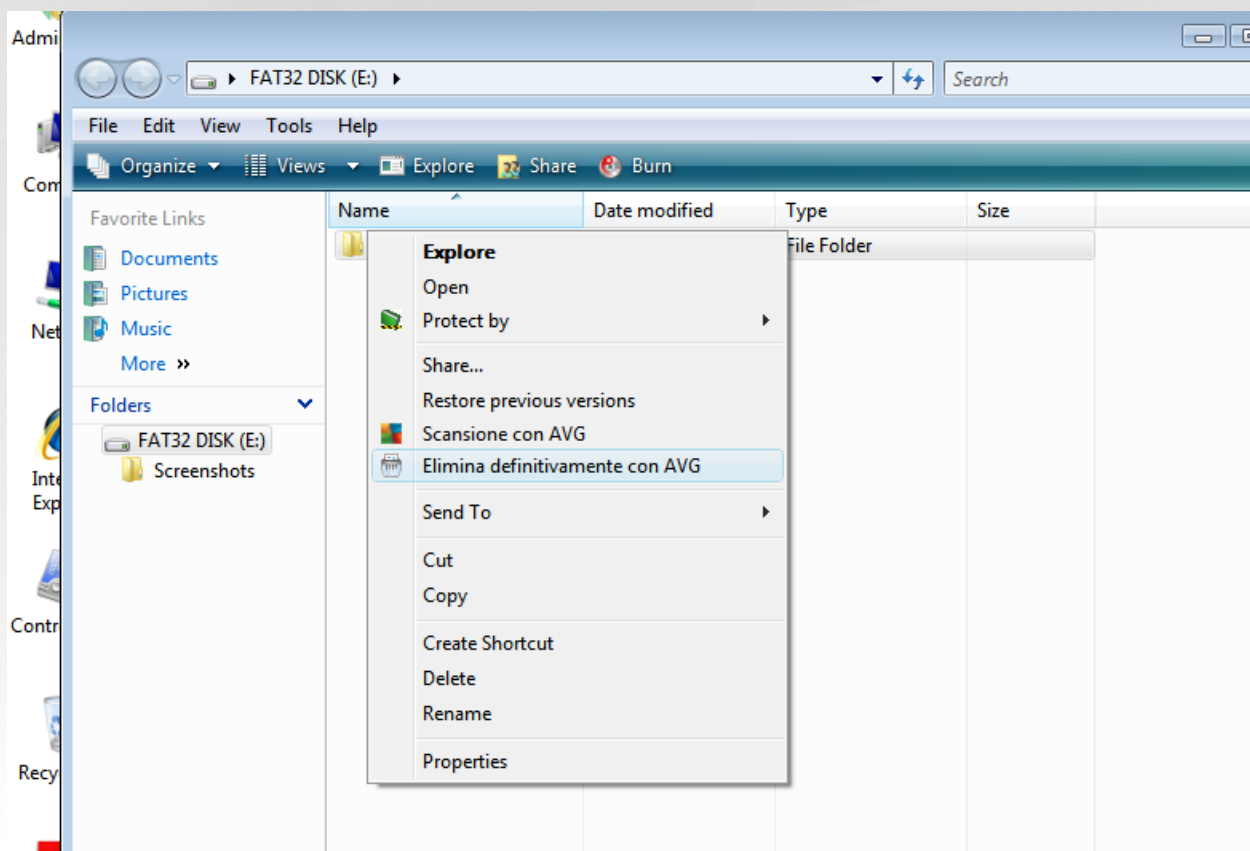 Admi
Com
Net
Inte
Exp
Contr
Recy
FAT32 DISK (E:)
Search
File Edit View Tools Help
Organize Views Explore Share Burn
Favorite Links
Documents
Pictures
Music
More »
Folders
FAT32 DISK (E:)
Screenshots
Name Date modified Type Size
File Folder
Explore
Open
Protect by
Share...
Restore previous versions
Scansione con AVG
Elimina definitivamente con AVG
Send To
Cut
Copy
Create Shortcut
Delete
Rename
Properties